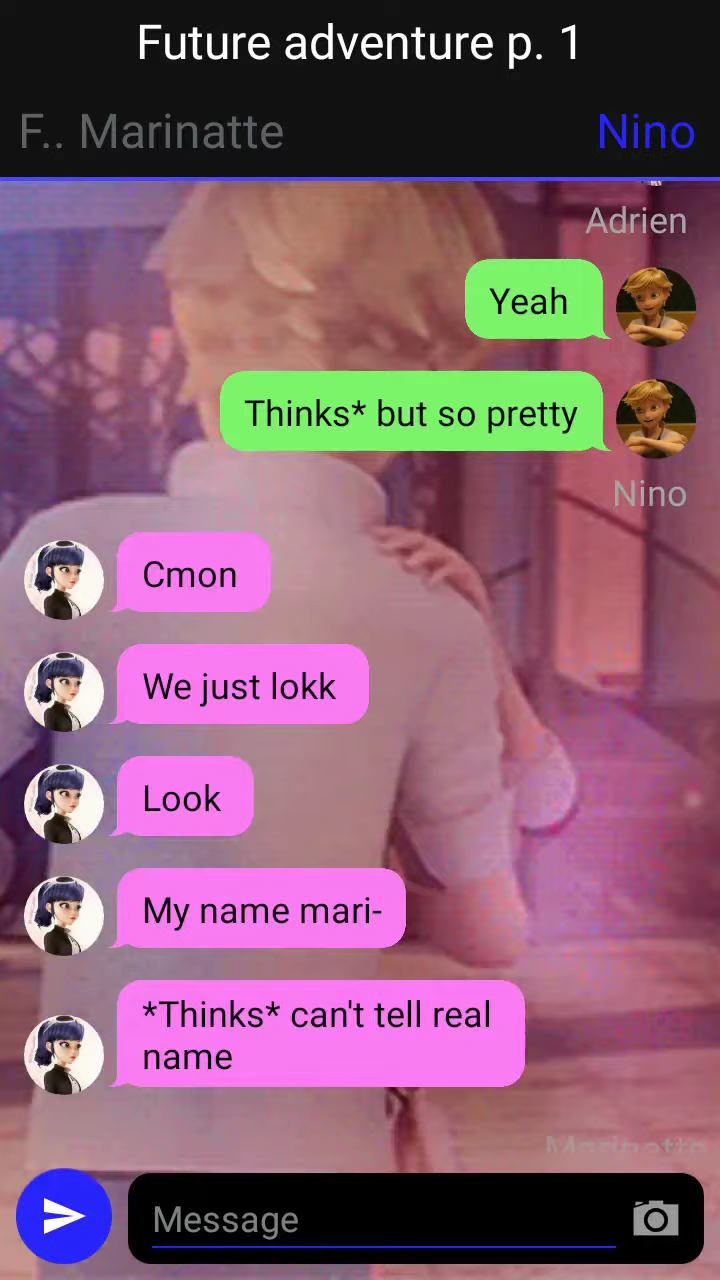 Future adventure p. 1
F.. Marinatte
Nino
Adrien
Yeah
Thinks* but so pretty
Nino
Cmon
We just lokk
Look
My name mari-
*Thinks* can't tell real
name
Marinatte
Message